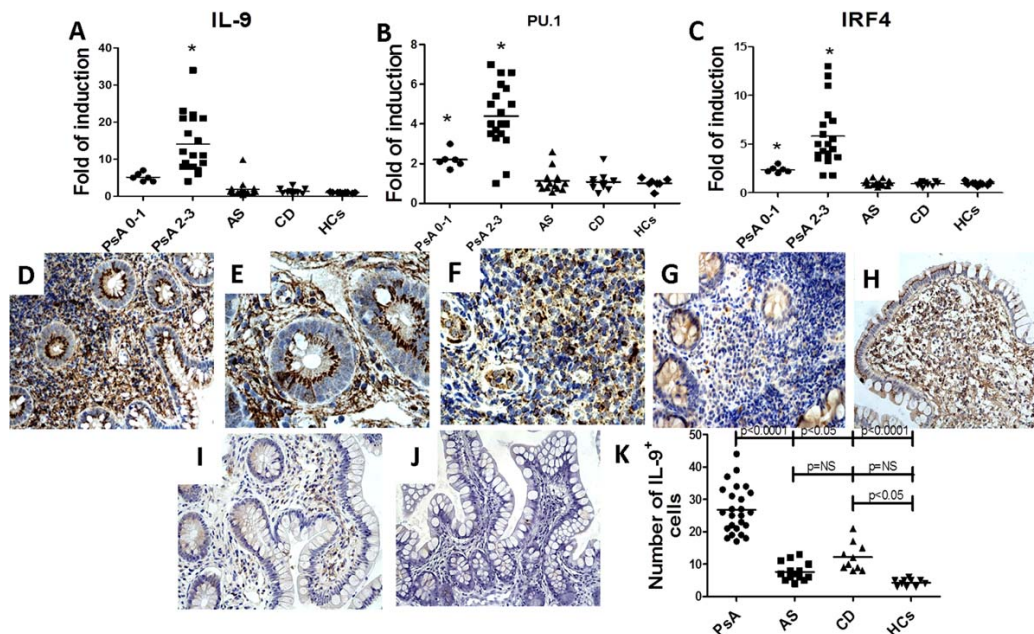 A
IL-9
Fold of induction
40
30
20
10
0
*
PsA 0-1
PsA 2-3
AS
CD
HCs
B
PU.1
Fold of induction
8
6
4
2
0
*
*
PsA 0-1
PsA 2-3
AS
CD
HCs
C
IRF4
Fold of induction
15
10
5
0
*
*
PsA 0-1
PsA 2-3
AS
CD
HCs
D
E
F
G
H
I
J
K
Number of IL-9+
cells
50
40
30
20
10
0
p<0.0001
p<0.05
p<0.0001
p=NS
p=NS
p<0.05
PsA
AS
CD
HCs